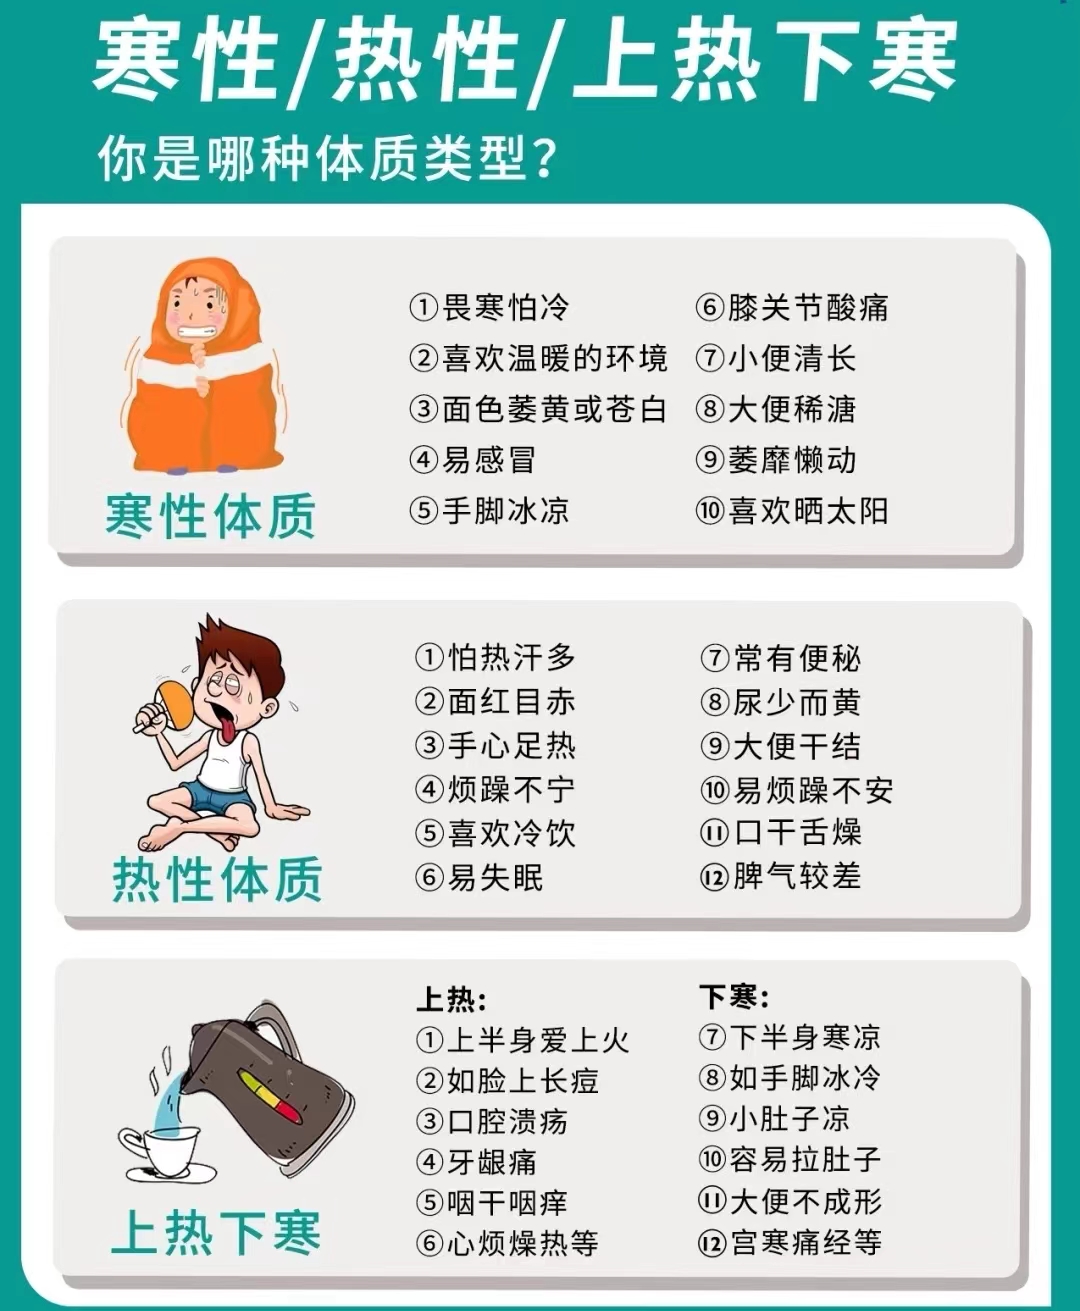 寒性/热性/上热下寒
你是哪种体质类型?
①畏寒怕冷
②喜欢温暖的环境
③面色萎黄或苍白
④易感冒
⑤手脚冰凉
⑥膝关节酸痛
⑦小便清长
⑧大便稀溏
⑨萎靡懒动
⑩喜欢晒太阳
寒性体质
①怕热汗多
②面红目赤
③手心足热
④烦躁不宁
⑤喜欢冷饮
⑥易失眠
⑦常有便秘
⑧尿少而黄
⑨大便干结
⑩易烦躁不安
⑪口干舌燥
⑫脾气较差
热性体质
上热:
①上半身爱上火
②如脸上长痘
③口腔溃疡
④牙龈痛
⑤咽干咽痒
⑥心烦燥热等
下寒:
⑦下半身寒凉
⑧如手脚冰冷
⑨小肚子凉
⑩容易拉肚子
⑪大便不成形
⑫宫寒痛经等
上热下寒